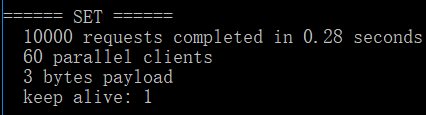 ====== SET ======
10000 requests completed in 0.28 seconds
60 parallel clients
3 bytes payload
keep alive: 1